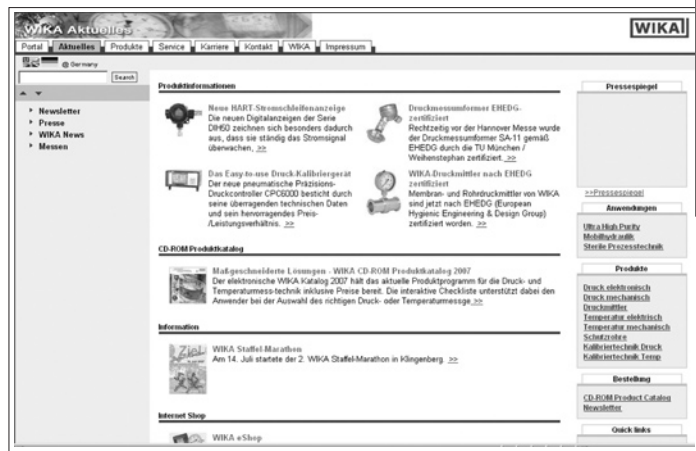 WIKA Aktuelles
WIKA
Portal Aktuelles Produkte Service Karriere Kontakt WIKA Impressum
@ Germany
Search
Newsletter
Presse
WIKA News
Messen
Produktinformationen
Neue HART-Stromschleifenanzeige
Die neuen Digitalanzeigen der Serie
DIH50 zeichnen sich besonders dadurch
aus, dass sie ständig das Stromsignal
überwachen, >>
Druckmessumformer EHEDG-
zertifiziert
Rechtzeitig vor der Hannover Messe wurde
der Druckmessumformer SA-11 gemäß
EHEDG durch die TU München /
Weihenstephan zertifiziert. >>
Das Easy-to-use Druck-Kalibriergerät
Der neue pneumatische Präzisions-
Druckcontroller CPC6000 besticht durch
seine überragenden technischen Daten
und sein hervorragendes Preis-
/Leistungsverhältnis. >>
WIKA-Druckmittler nach EHEDG
zertifiziert
Membran- und Rohrdruckmittler von WIKA
sind jetzt nach EHEDG (European
Hygienic Engineering & Design Group)
zertifiziert worden. >>
CD-ROM Produktkatalog
Maßgeschneiderte Lösungen - WIKA CD-ROM Produktkatalog 2007
Der elektronische WIKA Katalog 2007 hält das aktuelle Produktprogramm für die Druck- und
Temperaturmess-technik inklusive Preise bereit. Die interaktive Checkliste unterstützt dabei den
Anwender bei der Auswahl des richtigen Druck- oder Temperaturmessge >>
Information
WIKA Staffel-Marathon
Am 14. Juli startete der 2. WIKA Staffel-Marathon in Klingenberg. >>
Internet Shop
WIKA eShop
Pressespiegel
>>Pressespiegel
Anwendungen
Ultra High Purity
Mobilhydraulik
Sterile Prozesstechnik
Produkte
Druck elektronisch
Druck mechanisch
Druckmittler
Temperatur elektrisch
Temperatur mechanisch
Schutzrohre
Kalibriertechnik Druck
Kalibriertechnik Temp
Bestellung
CD-ROM Product Catalog
Newsletter
Quick links